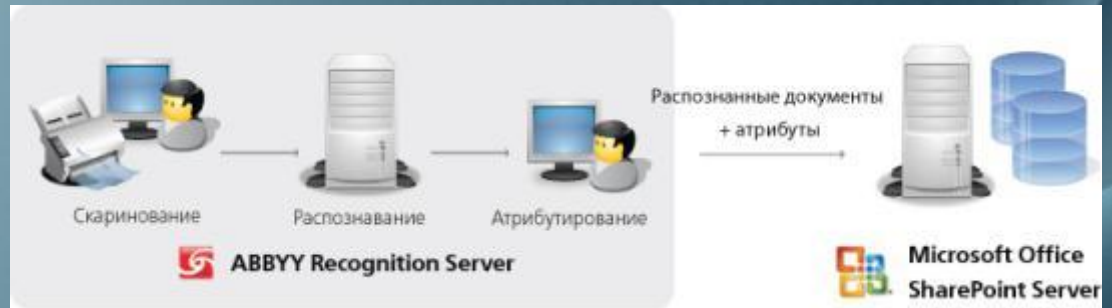 Распознанные документы
+ атрибуты
Скаринование
Распознавание
Атрибутирование
ABBYY Recognition Server
Microsoft Office
SharePoint Server